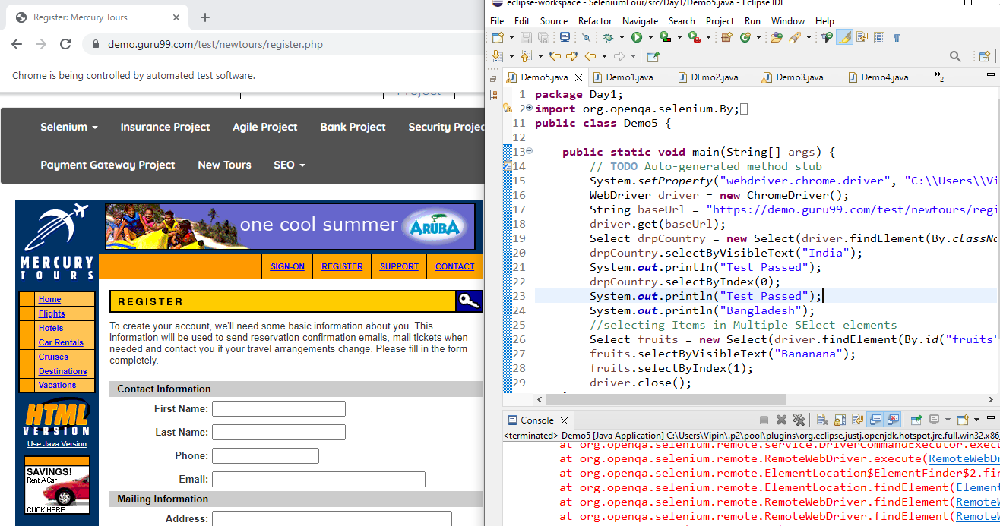 Register: Mercury Tours
demo.guru99.com/test/newtours/register.php
Chrome is being controlled by automated test software.
Project
Selenium
Insurance Project
Agile Project
Bank Project
Security Projec
Payment Gateway Project
New Tours
SEO
one cool summer ARUBA
MERCURY
TOURS
SIGN-ON REGISTER SUPPORT CONTACT
Home
Flights
Hotels
Car Rentals
Cruises
Destinations
Vacations
HTML
VERSION
Use Java Version
SAVINGS!
Rent A Car
CLICK HERE
REGISTER
To create your account, we'll need some basic information about you. This
information will be used to send reservation confirmation emails, mail tickets when
needed and contact you if your travel arrangements change. Please fill in the form
completely.
Contact Information
First Name:
Last Name:
Phone:
Email:
Mailing Information
Address:
eclipse-workspace - SeleniumFour/src/Day1/Demo5.java - Eclipse IDE
File Edit Source Refactor Navigate Search Project Run Window Help
Demo5.java Demo1.java DEmo2.java Demo3.java Demo4.java »2
1 package Day1;
2 import org.openqa.selenium.By;
11 public class Demo5 {
12
13 public static void main(String[] args) {
14 // TODO Auto-generated method stub
15 System.setProperty("webdriver.chrome.driver", "C:\\Users\\Vi
16 WebDriver driver = new ChromeDriver();
17 String baseUrl = "https://demo.guru99.com/test/newtours/regi
18 driver.get(baseUrl);
19 Select drpCountry = new Select(driver.findElement(By.classNa
20 drpCountry.selectByVisibleText("India");
21 System.out.println("Test Passed");
22 drpCountry.selectByIndex(0);
23 System.out.println("Test Passed");
24 System.out.println("Bangladesh");
25 //selecting Items in Multiple SElect elements
26 Select fruits = new Select(driver.findElement(By.id("fruits"
27 fruits.selectByVisibleText("Bananana");
28 fruits.selectByIndex(1);
29 driver.close();
Console
<terminated> Demo5 [Java Application] C:\Users\Vipin\.p2\pool\plugins\org.eclipse.justj.openjdk.hotspot.jre.full.win32.x86_
at org.openqa.selenium.remote.service.DriverCommandExecutor.execu
at org.openqa.selenium.remote.RemoteWebDriver.execute(RemoteWebDr
at org.openqa.selenium.remote.ElementLocation$ElementFinder$2.fin
at org.openqa.selenium.remote.ElementLocation.findElement(Element
at org.openqa.selenium.remote.RemoteWebDriver.findElement(RemoteW
at org.openqa.selenium.remote.RemoteWebDriver.findElement(RemoteW